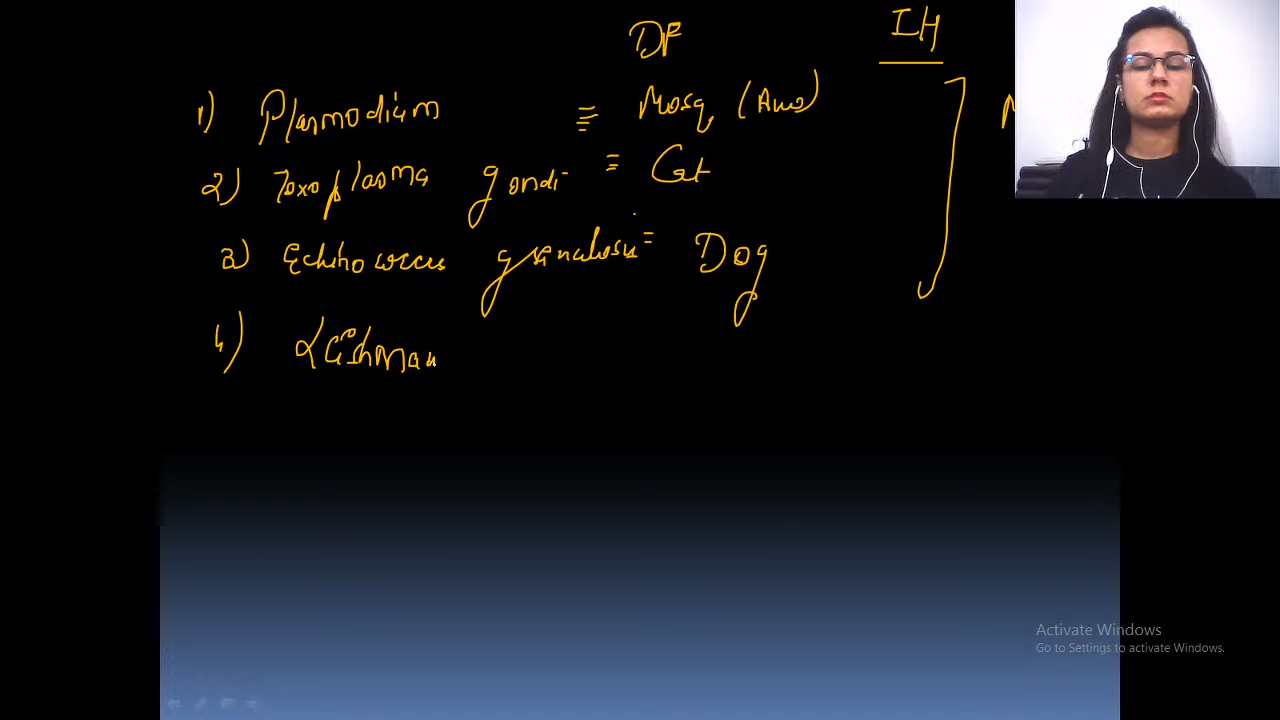 DF IH
1) Plasmodium ≡ Mosq (Ano)
2) Toxoplasma gondi ≡ Cat
3) Echinococcus granulosus = Dog
4) Leishman
Activate Windows
Go to Settings to activate Windows.